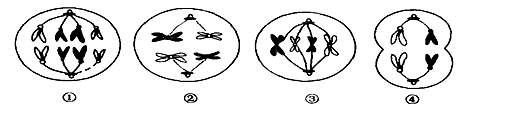 ① ② ③ ④